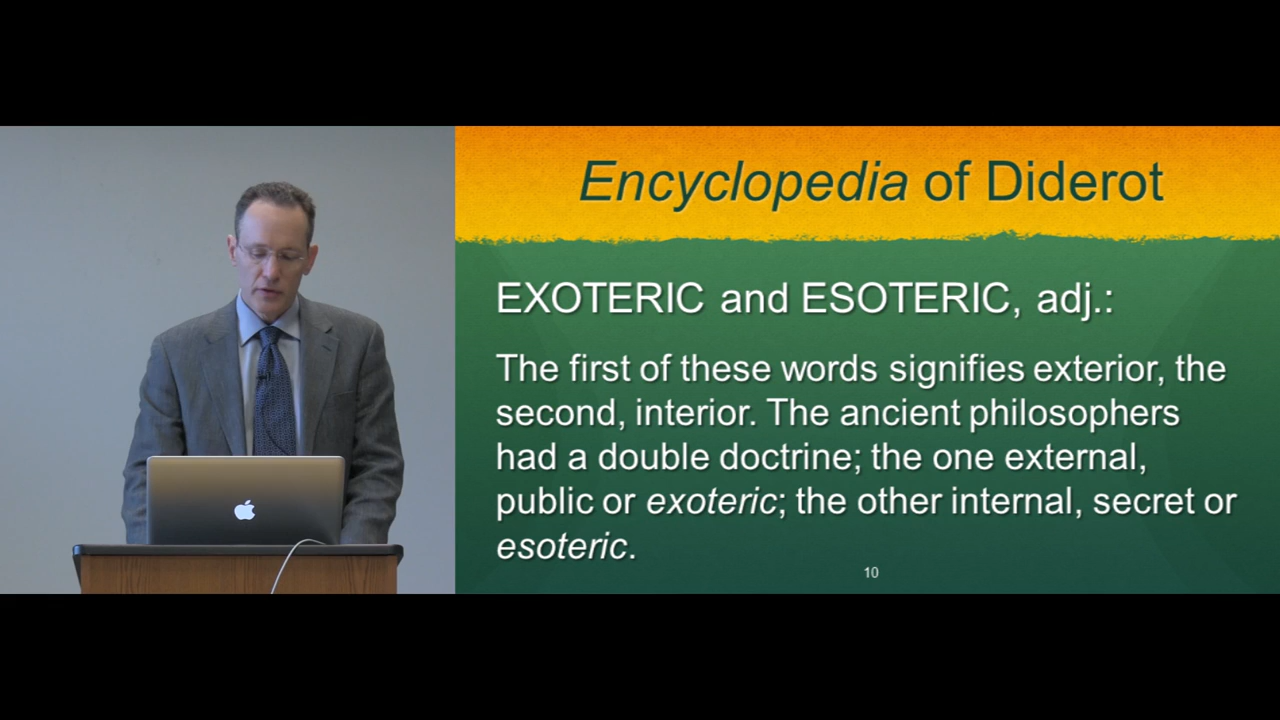 Encyclopedia of Diderot
EXOTERIC and ESOTERIC, adj.:
The first of these words signifies exterior, the
second, interior. The ancient philosophers
had a double doctrine; the one external,
public or exoteric; the other internal, secret or
esoteric.
10